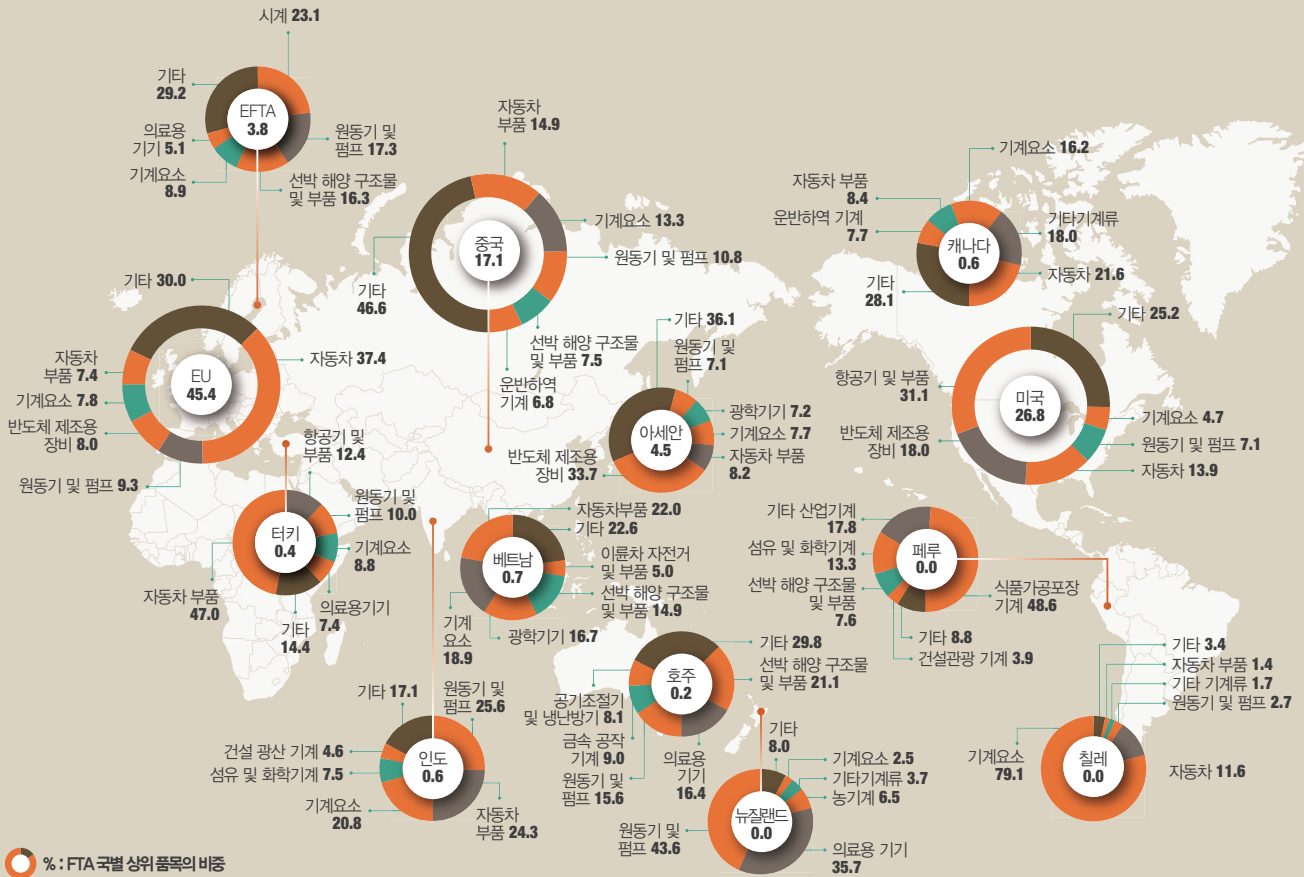 시계 23.1
기타
29.2
EFTA
3.8
의료용
기기 5.1
원동기 및
펌프 17.3
기계요소
8.9
선박 해양 구조물
및 부품 16.3
자동차
부품 14.9
중국
17.1
기계요소 13.3
원동기 및 펌프 10.8
기타
46.6
선박 해양 구조물
및 부품 7.5
운반하역
기계 6.8
기계요소 16.2
자동차 부품
8.4
운반하역 기계
7.7
캐나다
0.6
기타기계류
18.0
자동차 21.6
기타
28.1
기타 30.0
자동차
부품 7.4
EU
45.4
자동차 37.4
기계요소 7.8
반도체 제조용
장비 8.0
원동기 및 펌프 9.3
기타 36.1
원동기 및
펌프 7.1
아세안
4.5
광학기기 7.2
기계요소 7.7
자동차 부품
8.2
반도체 제조용
장비 33.7
기타 25.2
항공기 및 부품
31.1
미국
26.8
기계요소 4.7
원동기 및 펌프 7.1
반도체 제조용
장비 18.0
자동차 13.9
항공기 및
부품 12.4
원동기 및
펌프 10.0
터키
0.4
기계요소
8.8
자동차 부품
47.0
의료용기기
7.4
기타
14.4
자동차부품 22.0
기타 22.6
베트남
0.7
이륜차 자전거
및 부품 5.0
선박 해양 구조물
및 부품 14.9
기계
요소
18.9
광학기기 16.7
기타 산업기계
17.8
섬유 및 화학기계
13.3
페루
0.0
선박 해양 구조물
및 부품
7.6
식품가공포장
기계 48.6
기타 8.8
건설관광 기계 3.9
기타 29.8
호주
0.2
선박 해양 구조물
및 부품 21.1
공기조절기
및 냉난방기 8.1
금속 공작
기계 9.0
의료용
기기
16.4
원동기 및
펌프 15.6
기타 3.4
자동차 부품 1.4
기타 기계류 1.7
원동기 및 펌프 2.7
기계요소
79.1
칠레
0.0
자동차 11.6
기타 17.1
원동기 및
펌프 25.6
건설 광산 기계 4.6
섬유 및 화학기계 7.5
인도
0.6
기계요소
20.8
자동차
부품 24.3
기타
8.0
기계요소 2.5
기타기계류 3.7
농기계 6.5
뉴질랜드
0.0
원동기 및
펌프 43.6
의료용 기기
35.7
% : FTA 국별 상위 품목의 비중